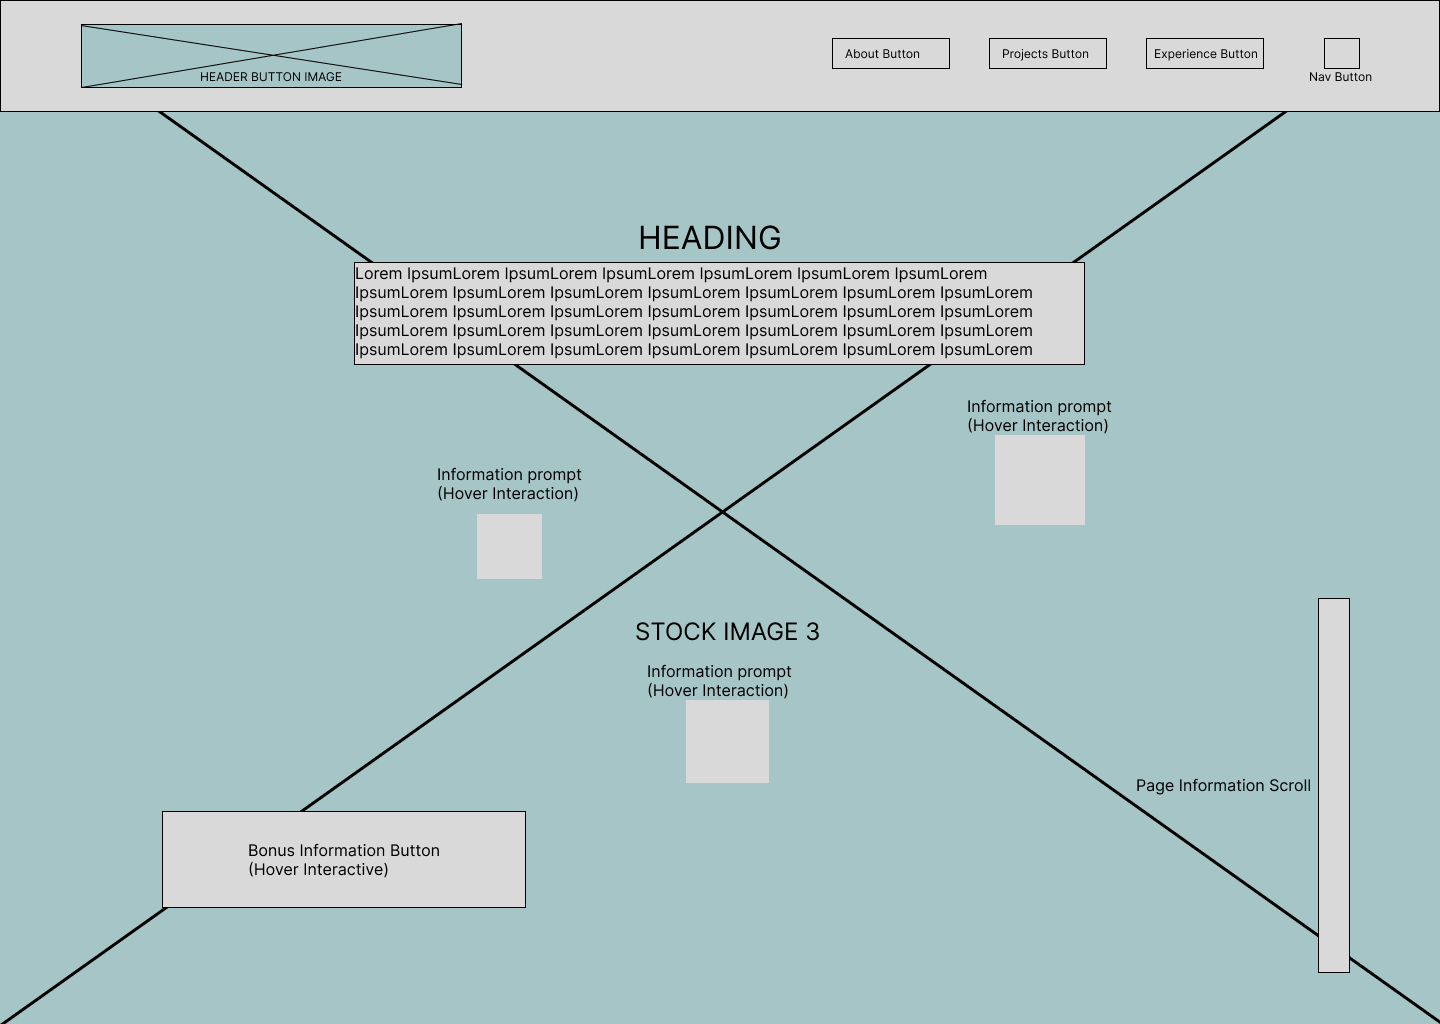 HEADER BUTTON IMAGE
About Button
Projects Button
Experience Button
Nav Button
HEADING
Lorem IpsumLorem IpsumLorem IpsumLorem IpsumLorem IpsumLorem IpsumLorem
IpsumLorem IpsumLorem IpsumLorem IpsumLorem IpsumLorem IpsumLorem IpsumLorem
IpsumLorem IpsumLorem IpsumLorem IpsumLorem IpsumLorem IpsumLorem IpsumLorem
IpsumLorem IpsumLorem IpsumLorem IpsumLorem IpsumLorem IpsumLorem IpsumLorem
IpsumLorem IpsumLorem IpsumLorem IpsumLorem IpsumLorem IpsumLorem IpsumLorem
Information prompt
(Hover Interaction)
Information prompt
(Hover Interaction)
STOCK IMAGE 3
Information prompt
(Hover Interaction)
Page Information Scroll
Bonus Information Button
(Hover Interactive)